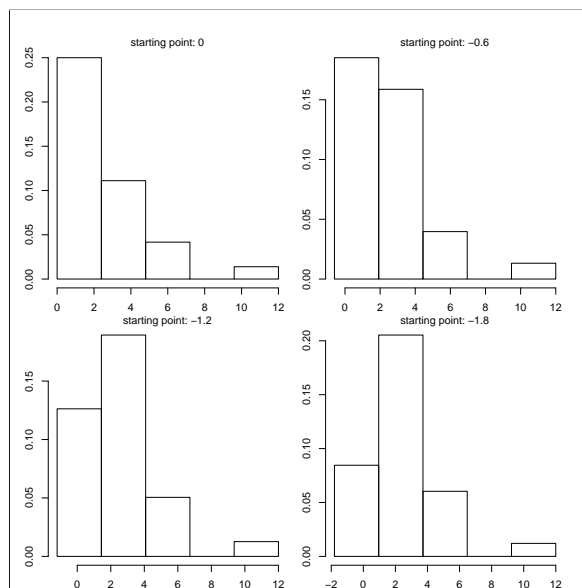 starting point: 0
0.00 0.05 0.10 0.15 0.20 0.25
0 2 4 6 8 10 12
starting point: −0.6
0.00 0.05 0.10 0.15
0 2 4 6 8 10 12
starting point: −1.2
0.00 0.05 0.10 0.15
0 2 4 6 8 10 12
starting point: −1.8
0.00 0.05 0.10 0.15 0.20
−2 0 2 4 6 8 10 12